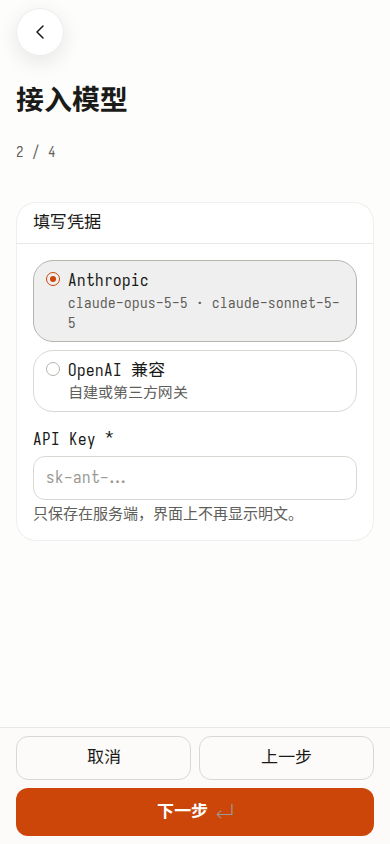 接入模型
2 / 4
填写凭据
Anthropic
claude-opus-5-5 · claude-sonnet-5-
5
OpenAI 兼容
自建或第三方网关
API Key *
sk-ant-...
只保存在服务端，界面上不再显示明文。
取消
上一步
下一步